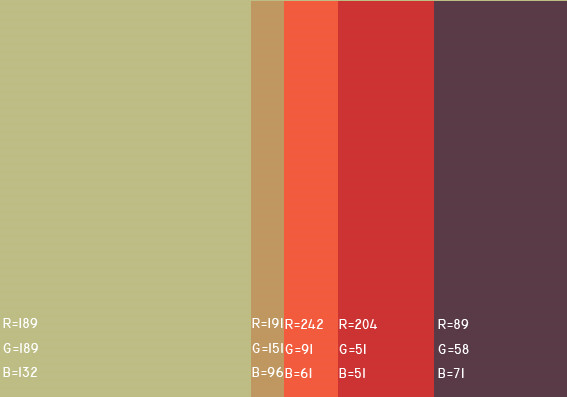 R=189
G=189
B=132
R=191
G=151
B=96
R=242
G=91
B=61
R=204
G=51
B=51
R=89
G=58
B=71